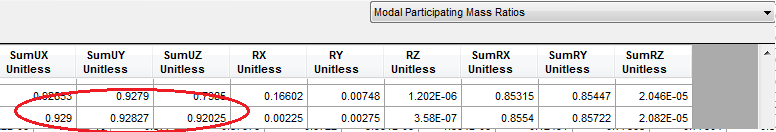 Modal Participating Mass Ratios
SumUX SumUY SumUZ RX RY RZ SumRX SumRY SumRZ
Unitless Unitless Unitless Unitless Unitless Unitless Unitless Unitless Unitless
0.9279 0.16602 0.00748 1.202E-06 0.85315 0.85447 2.046E-05
0.929 0.92827 0.92025 0.00225 0.00275 3.58E-07 0.8554 0.85722 2.082E-05